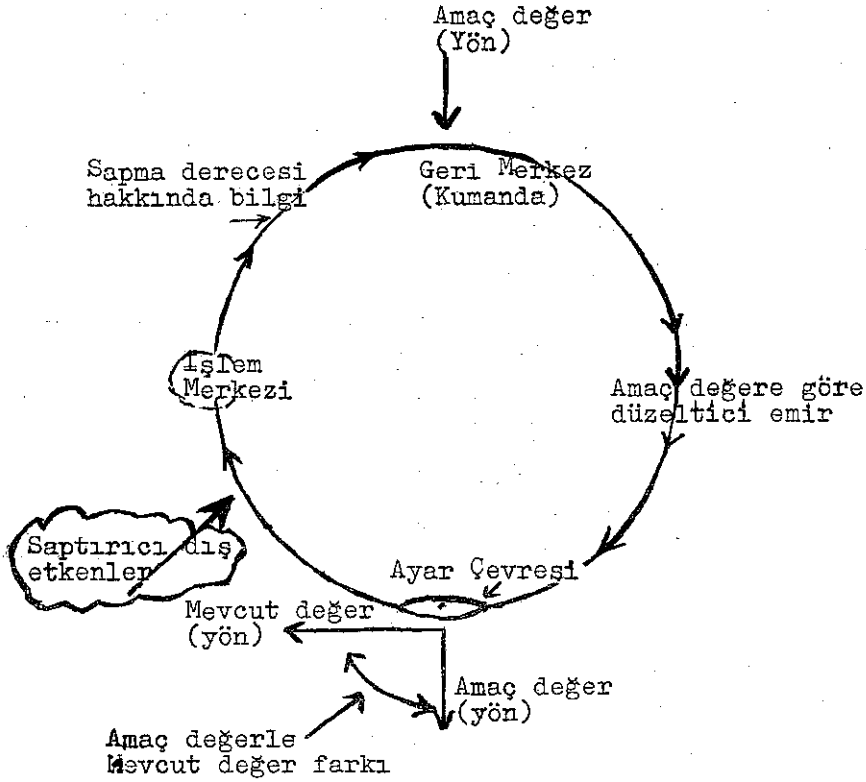 Amaç değer
(Yön)
Sapma derecesi
hakkında bilgi
Geri Merkez
(Kumanda)
İşlem
Merkezi
Amaç değere göre
düzeltici emir
Saptırıcı dış
etkenler
Ayar Çevresi
Mevcut değer
(yön)
Amaç değer
(yön)
Amaç değerle
Mevcut değer farkı